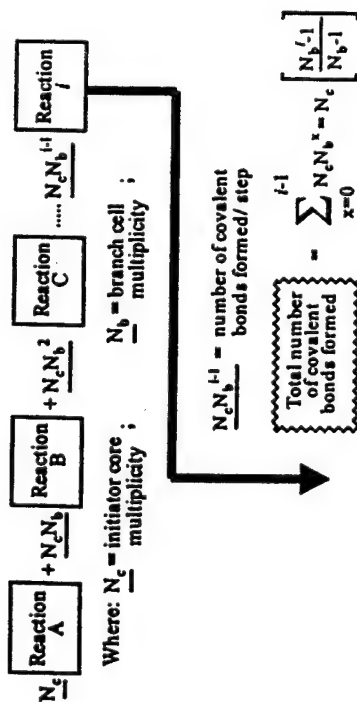 Reaction A
Reaction B
Reaction C
Reaction i
N_c + N_cN_b + N_cN_b^2 ..... N_cN_b^{i-1}
Where: N_c = initiator core multiplicity ;
N_b = branch cell multiplicity ;
N_cN_b^{i-1} = number of covalent bonds formed/ step
Total number of covalent bonds formed = \sum_{x=0}^{i-1} N_cN_b^x = N_c [ \frac{N_b^i-1}{N_b-1} ]